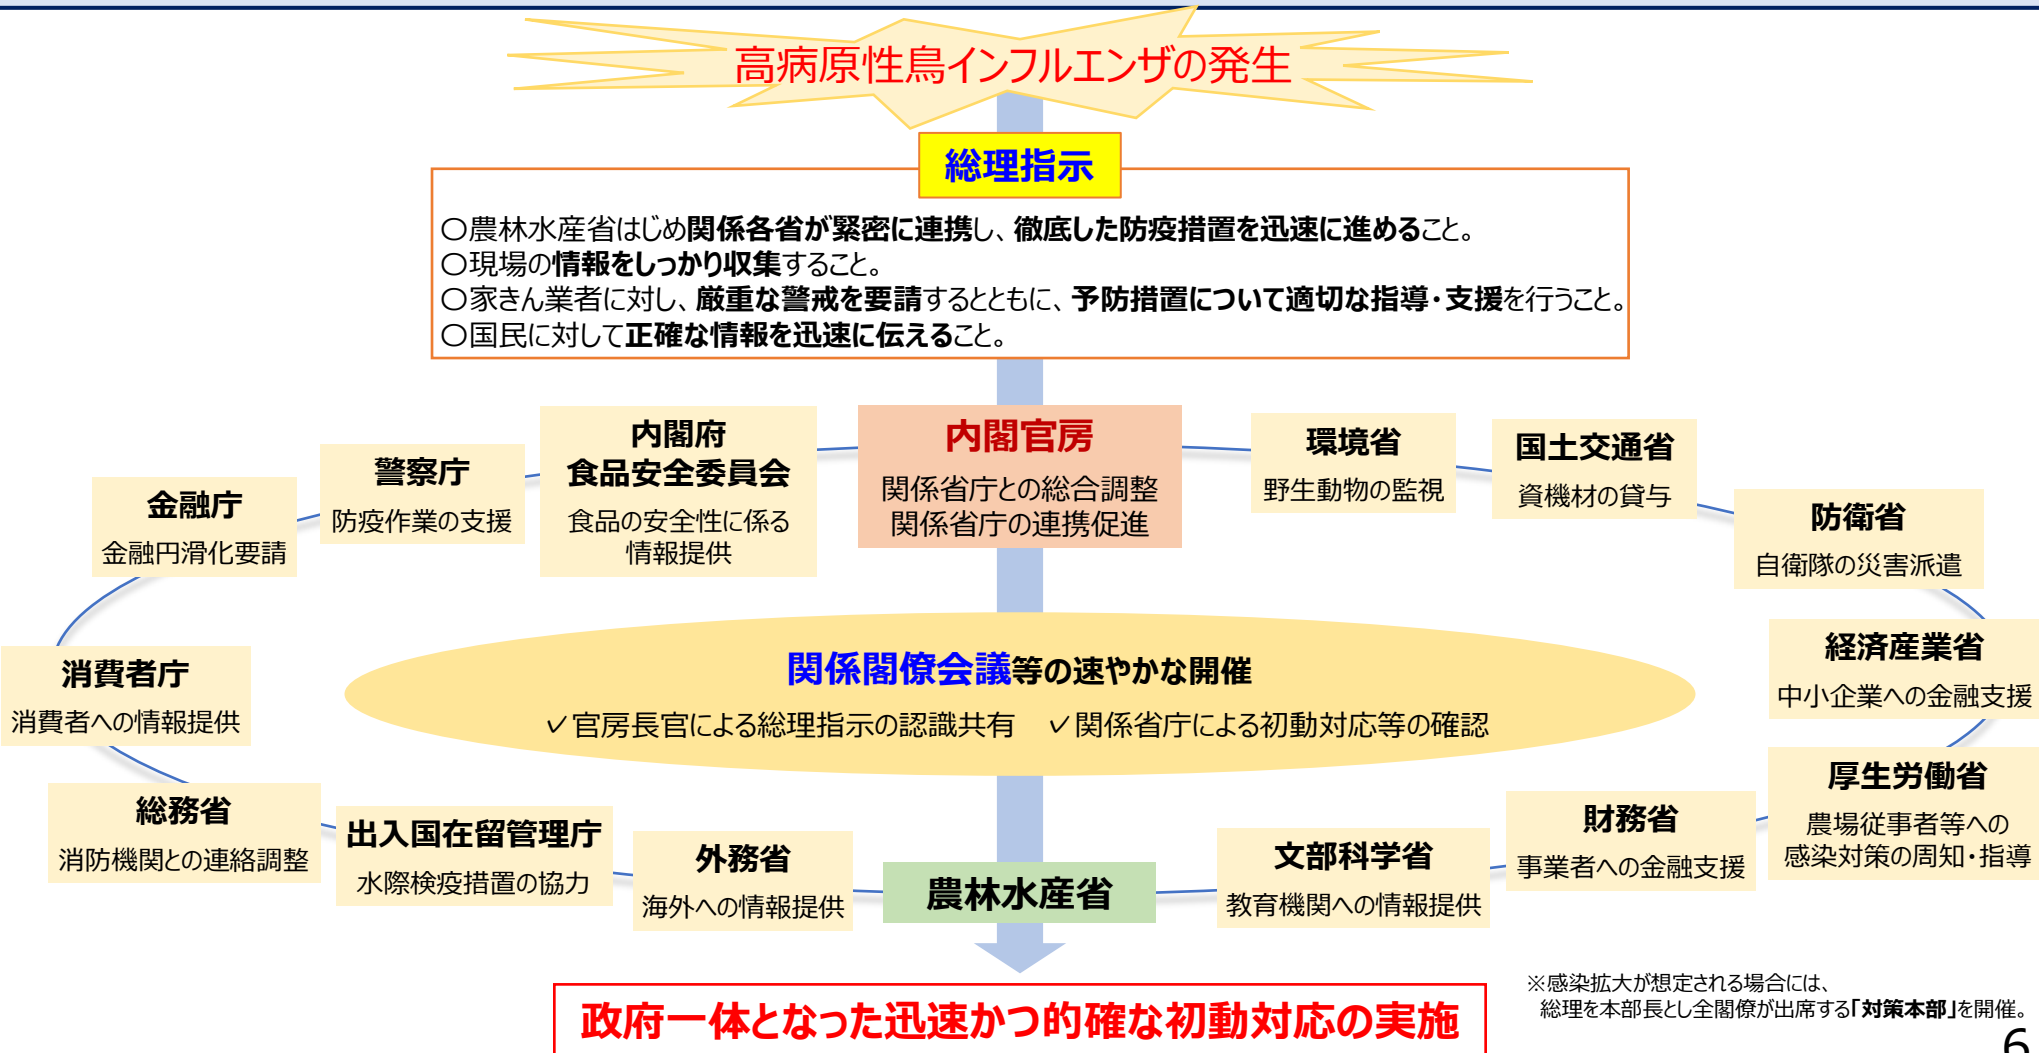 高病原性鳥インフルエンザの発生
総理指示
〇農林水産省はじめ関係各省が緊密に連携し、徹底した防疫措置を迅速に進めること。
〇現場の情報をしっかり収集すること。
〇家きん業者に対し、厳重な警戒を要請するとともに、予防措置について適切な指導・支援を行うこと。
〇国民に対して正確な情報を迅速に伝えること。
内閣官房
関係省庁との総合調整
関係省庁の連携促進
内閣府
食品安全委員会
食品の安全性に係る
情報提供
警察庁
防疫作業の支援
金融庁
金融円滑化要請
環境省
野生動物の監視
国土交通省
資機材の貸与
防衛省
自衛隊の災害派遣
経済産業省
中小企業への金融支援
消費者庁
消費者への情報提供
関係閣僚会議等の速やかな開催
✓官房長官による総理指示の認識共有 ✓関係省庁による初動対応等の確認
厚生労働省
農場従事者等への
感染対策の周知・指導
総務省
消防機関との連絡調整
出入国在留管理庁
水際検疫措置の協力
外務省
海外への情報提供
農林水産省
文部科学省
教育機関への情報提供
財務省
事業者への金融支援
政府一体となった迅速かつ的確な初動対応の実施
※感染拡大が想定される場合には、
総理を本部長とし全閣僚が出席する「対策本部」を開催。
6